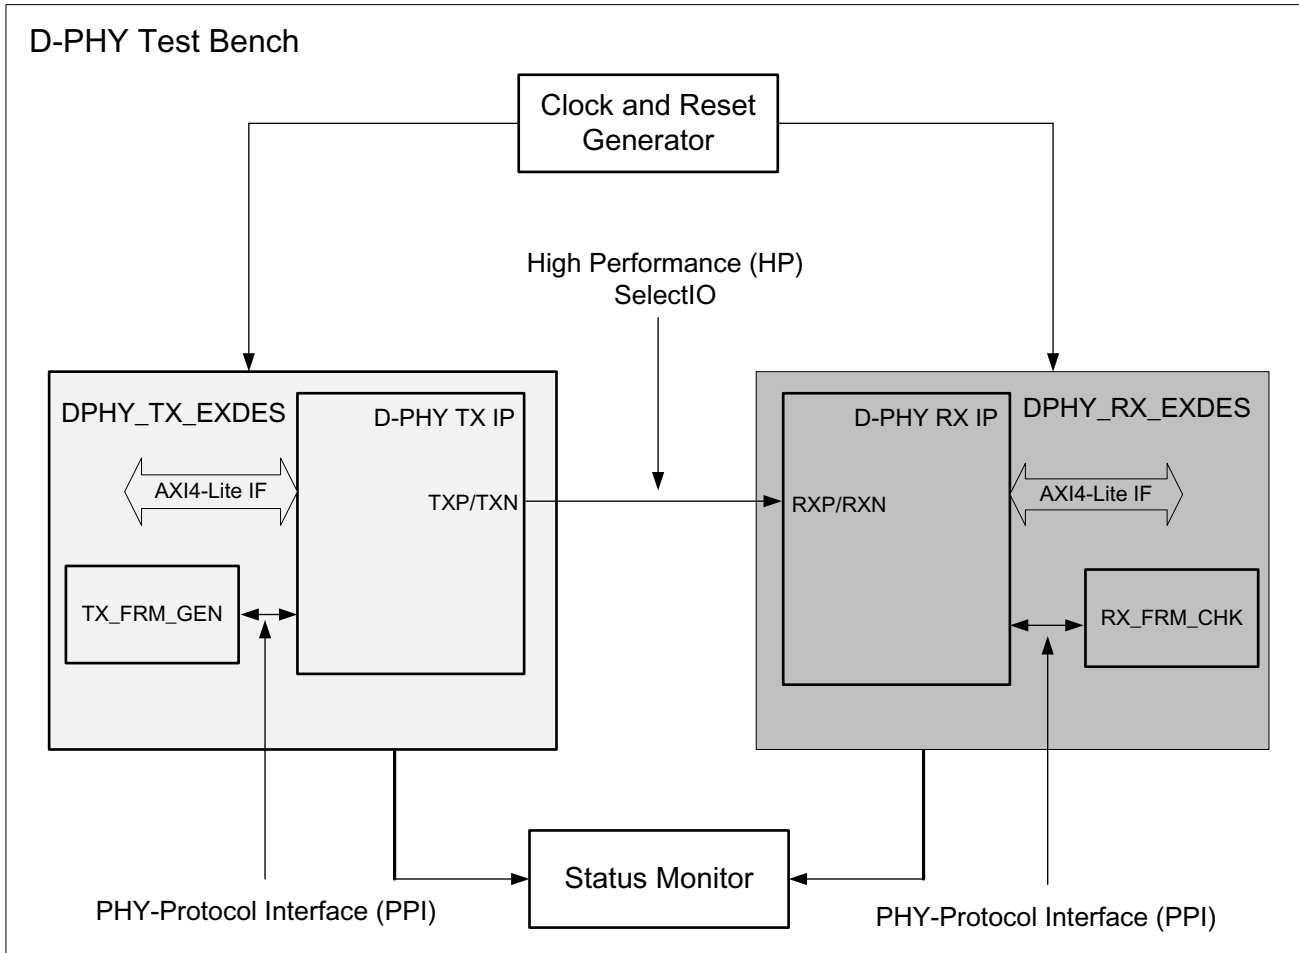 D-PHY Test Bench
Clock and Reset
Generator
High Performance (HP)
SelectIO
DPHY_TX_EXDES
D-PHY TX IP
AXI4-Lite IF
TXP/TXN
TX_FRM_GEN
D-PHY RX IP
DPHY_RX_EXDES
RXP/RXN
AXI4-Lite IF
RX_FRM_CHK
Status Monitor
PHY-Protocol Interface (PPI)
PHY-Protocol Interface (PPI)